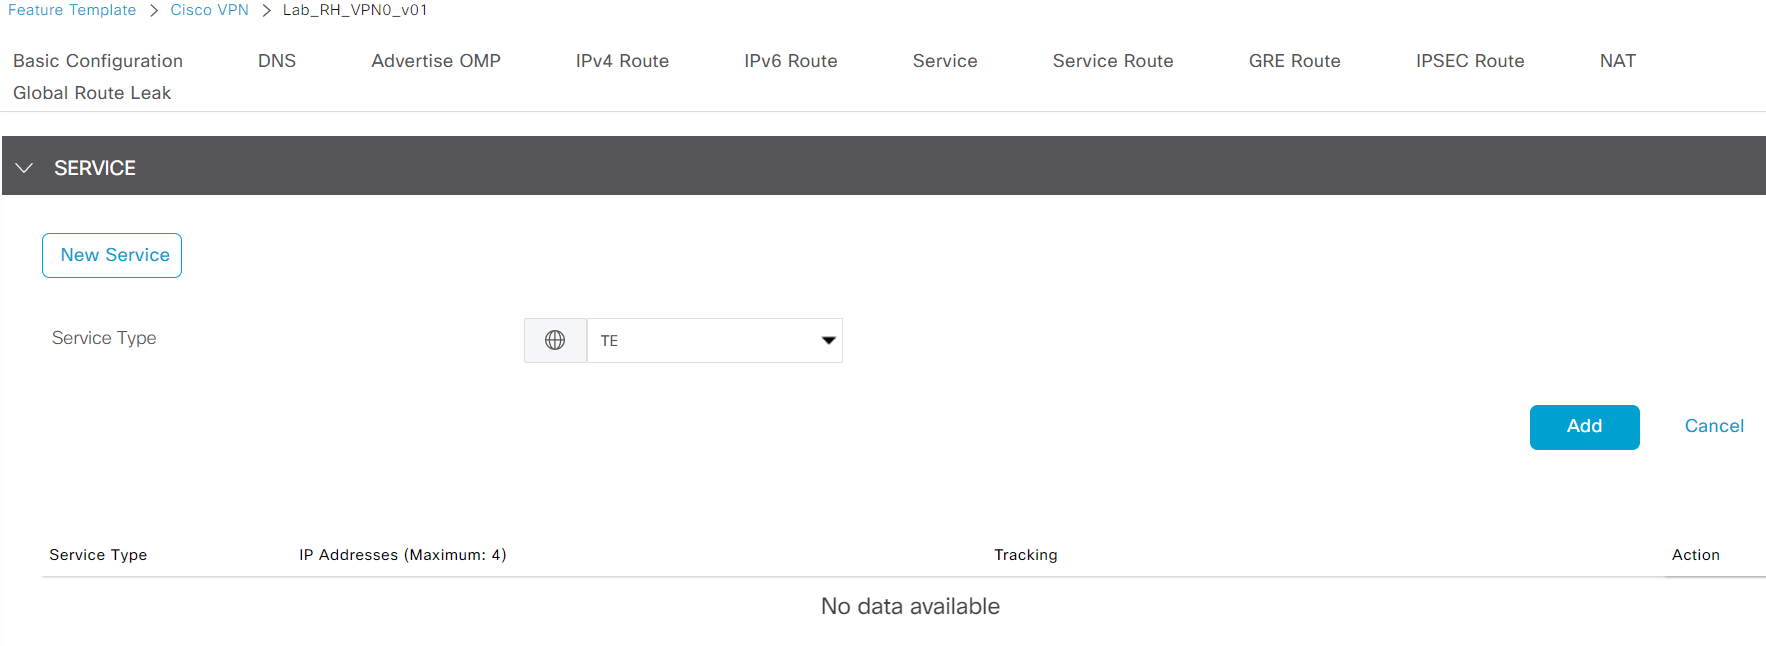 Feature Template > Cisco VPN > Lab_RH_VPN0_v01
Basic Configuration DNS Advertise OMP IPv4 Route IPv6 Route Service Service Route GRE Route IPSEC Route NAT
Global Route Leak
SERVICE
New Service
Service Type TE
Add Cancel
Service Type IP Addresses (Maximum: 4) Tracking Action
No data available